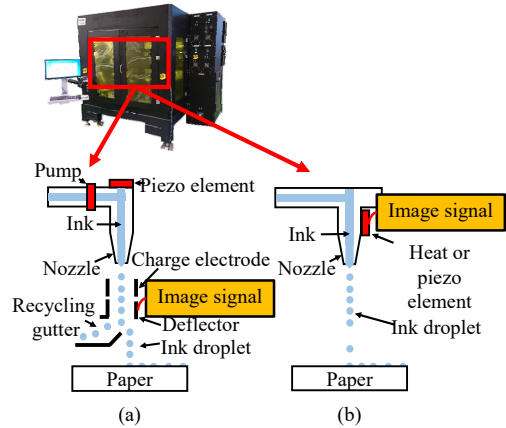 Pump
Piezo element
Ink
Nozzle
Charge electrode
Image signal
Recycling
gutter
Deflector
Ink droplet
Paper
(a)
Image signal
Ink
Nozzle
Heat or
piezo
element
Ink droplet
Paper
(b)